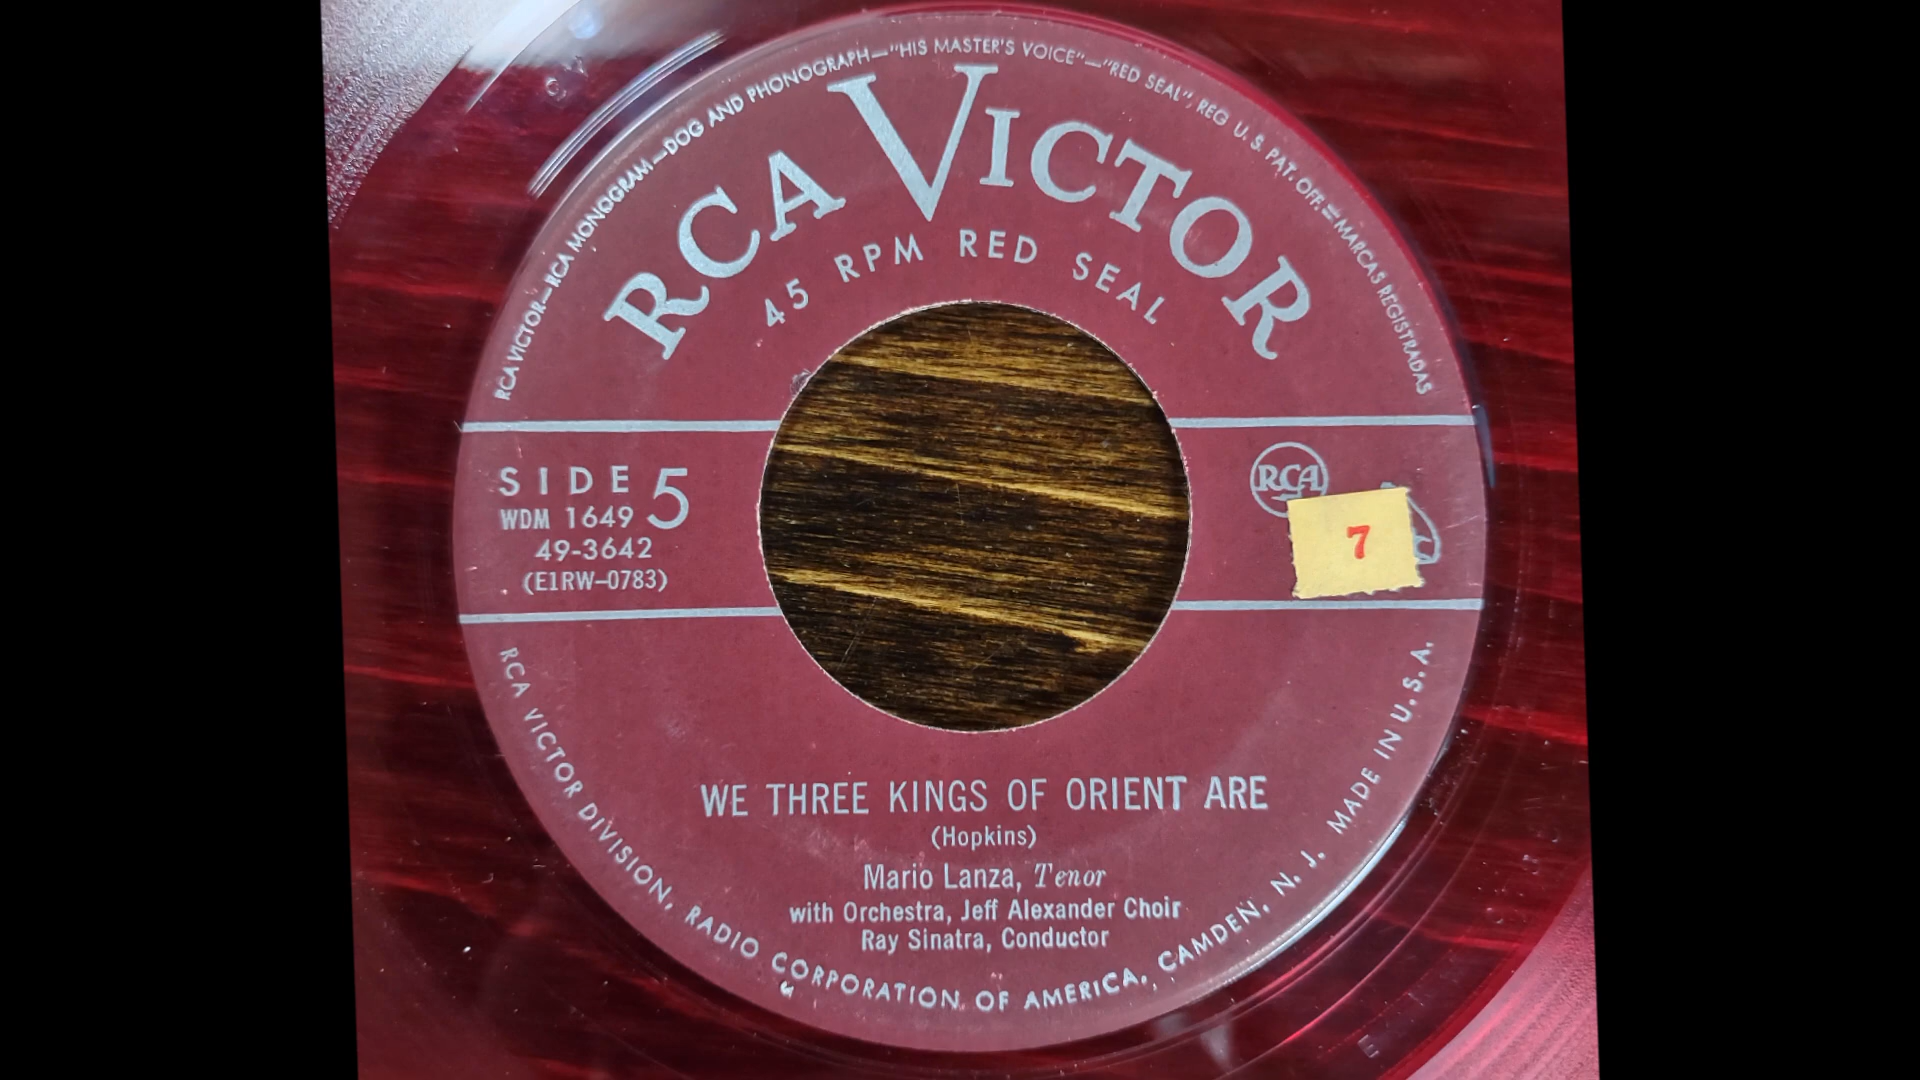 RCA VICTOR—RCA MONOGRAM—DOG AND PHONOGRAPH—"HIS MASTER'S VOICE"—"RED SEAL", REG U. S. PAT. OFF.—MARCAS REGISTRADAS
RCA VICTOR
45 RPM RED SEAL
SIDE 5
WDM 1649
49-3642
(E1RW-0783)
RCA
7
WE THREE KINGS OF ORIENT ARE
(Hopkins)
Mario Lanza, Tenor
with Orchestra, Jeff Alexander Choir
Ray Sinatra, Conductor
RCA VICTOR DIVISION, RADIO CORPORATION OF AMERICA, CAMDEN, N. J. MADE IN U. S. A.